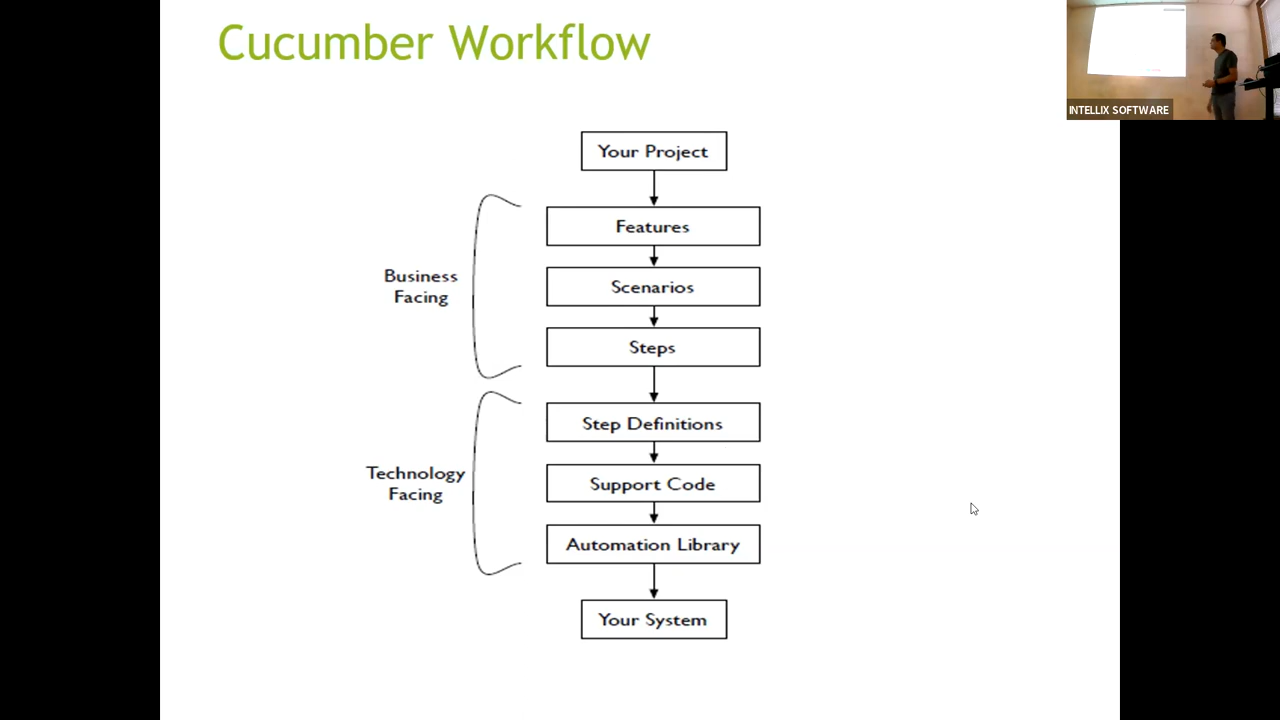 Cucumber Workflow
INTELLIX SOFTWARE
Your Project
Features
Business
Facing
Scenarios
Steps
Step Definitions
Technology
Facing
Support Code
Automation Library
Your System